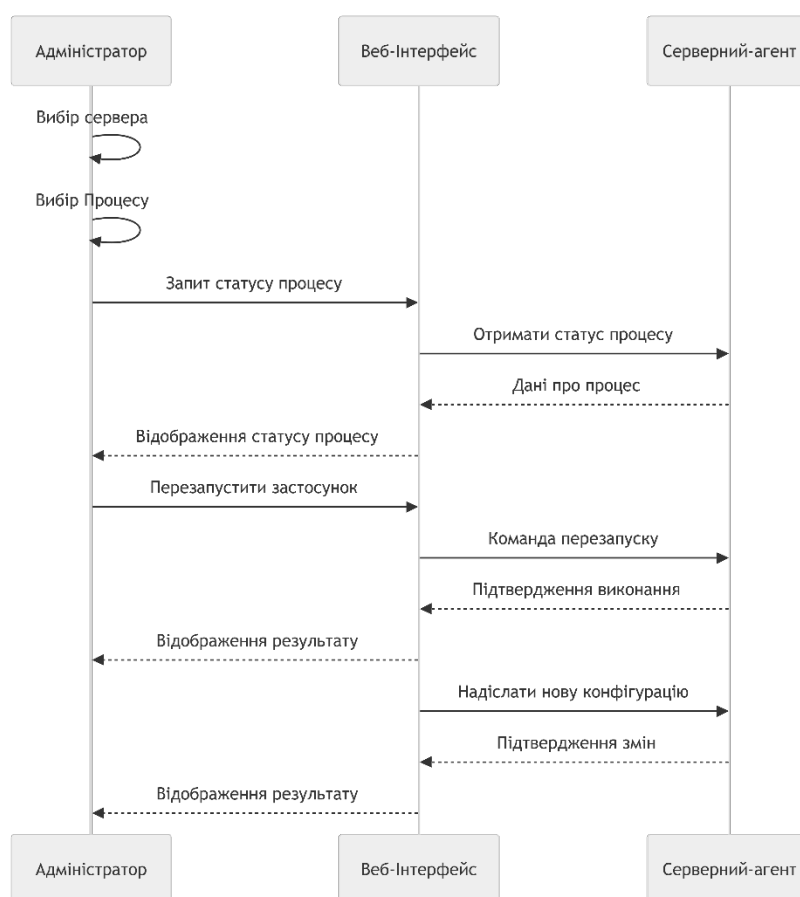 Адміністратор
Веб-Інтерфейс
Серверний-агент
Вибір сервера
Вибір Процесу
Запит статусу процесу
Отримати статус процесу
Дані про процес
Відображення статусу процесу
Перезапустити застосунок
Команда перезапуску
Підтвердження виконання
Відображення результату
Надіслати нову конфігурацію
Підтвердження змін
Відображення результату
Адміністратор
Веб-Інтерфейс
Серверний-агент